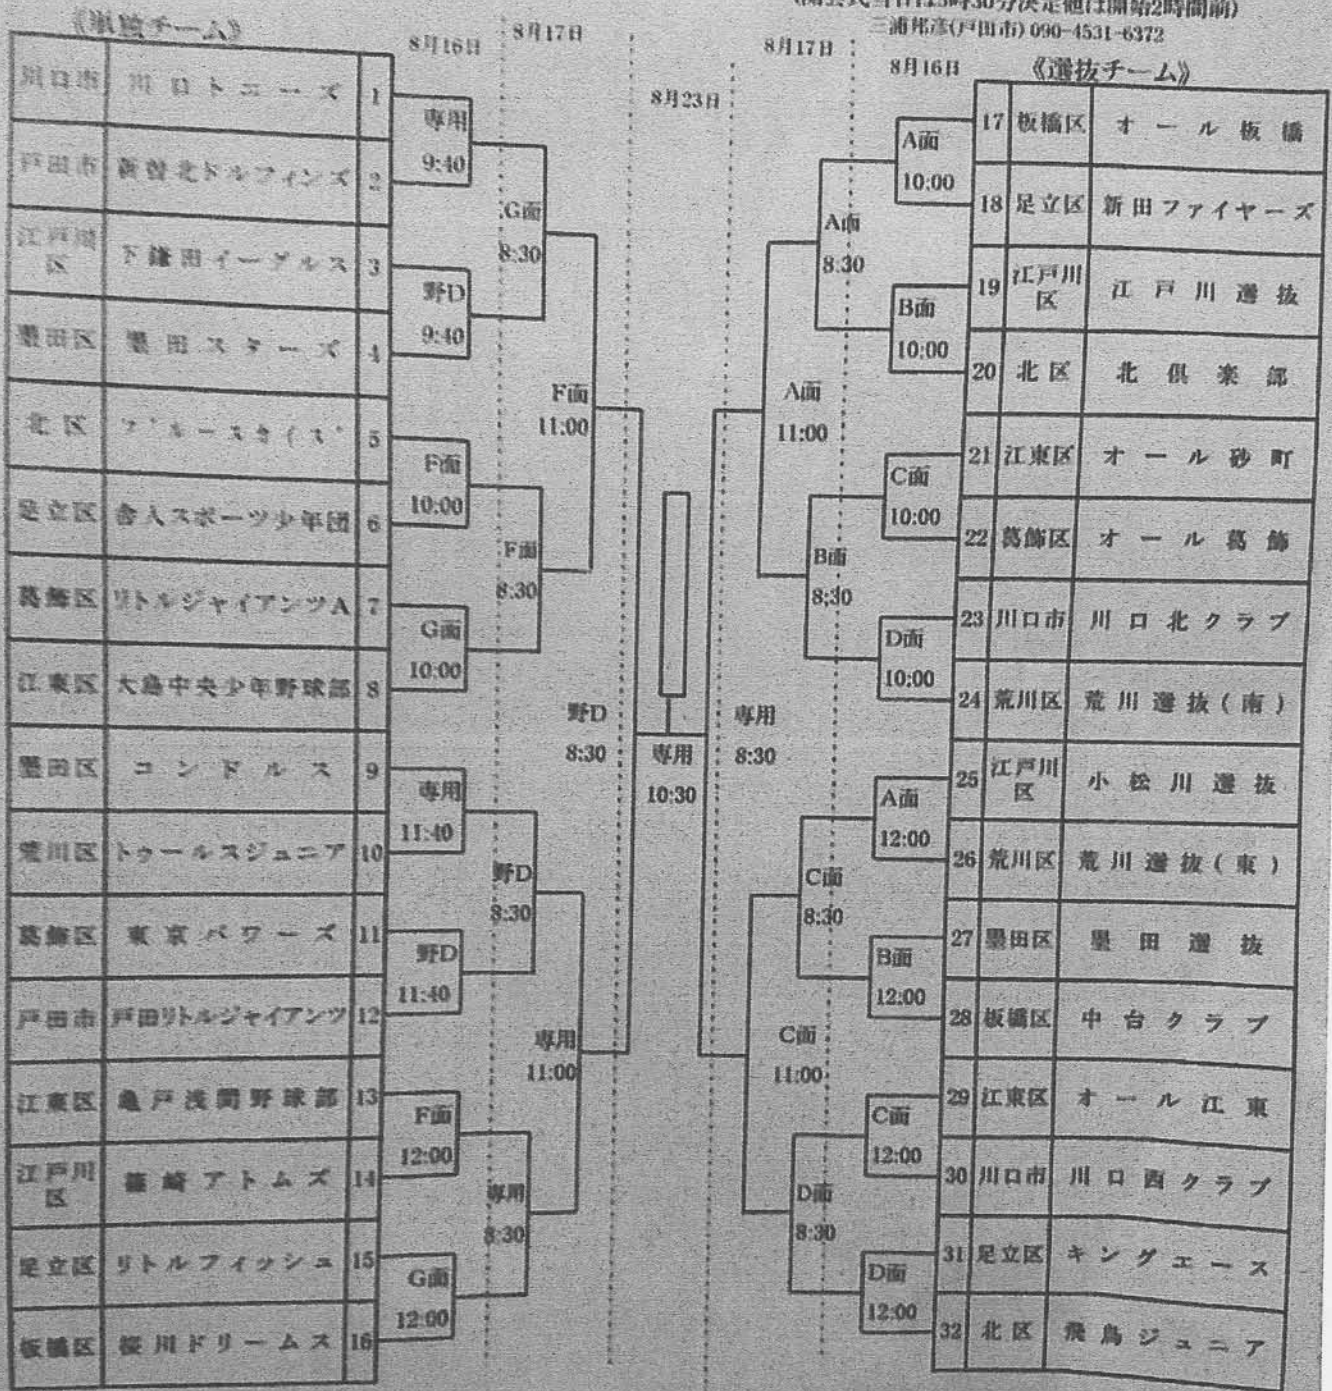 三浦邦彦(戸田市) 090-4531-6372
《単独チーム》
8月16日
8月17日
8月23日
8月17日
8月16日
《選抜チーム》
川口市 川口トニーズ 1
戸田市 新曽北ドルフィンズ 2
江戸川区 下鎌田イーグルス 3
墨田区 墨田スターズ 4
北区 5
足立区 舎人スポーツ少年団 6
葛飾区 リトルジャイアンツA 7
江東区 大島中央少年野球部 8
墨田区 コンドルス 9
荒川区 トゥールスジュニア 10
葛飾区 東京パワーズ 11
戸田市 戸田リトルジャイアンツ 12
江東区 亀戸浅間野球部 13
江戸川区 篠崎アトムズ 14
足立区 リトルフィッシュ 15
板橋区 桜川ドリームス 16
専用
9:40
野D
9:40
F面
10:00
G面
10:00
専用
11:40
野D
11:40
F面
12:00
G面
12:00
G面
8:30
F面
8:30
野D
8:30
専用
8:30
F面
11:00
専用
11:00
野D
8:30
専用
10:30
専用
8:30
A面
11:00
C面
11:00
A面
8:30
B面
8;30
C面
8:30
D面
8:30
A面
10:00
B面
10:00
C面
10:00
D面
10:00
A面
12:00
B面
12:00
C面
12:00
D面
12:00
17 板橋区 オール板橋
18 足立区 新田ファイヤーズ
19 江戸川区 江戸川選抜
20 北区 北倶楽部
21 江東区 オール砂町
22 葛飾区 オール葛飾
23 川口市 川口北クラブ
24 荒川区 荒川選抜(南)
25 江戸川区 小松川選抜
26 荒川区 荒川選抜(東)
27 墨田区 墨田選抜
28 板橋区 中台クラブ
29 江東区 オール江東
30 川口市 川口西クラブ
31 足立区 キングエース
32 北区 飛鳥ジュニア